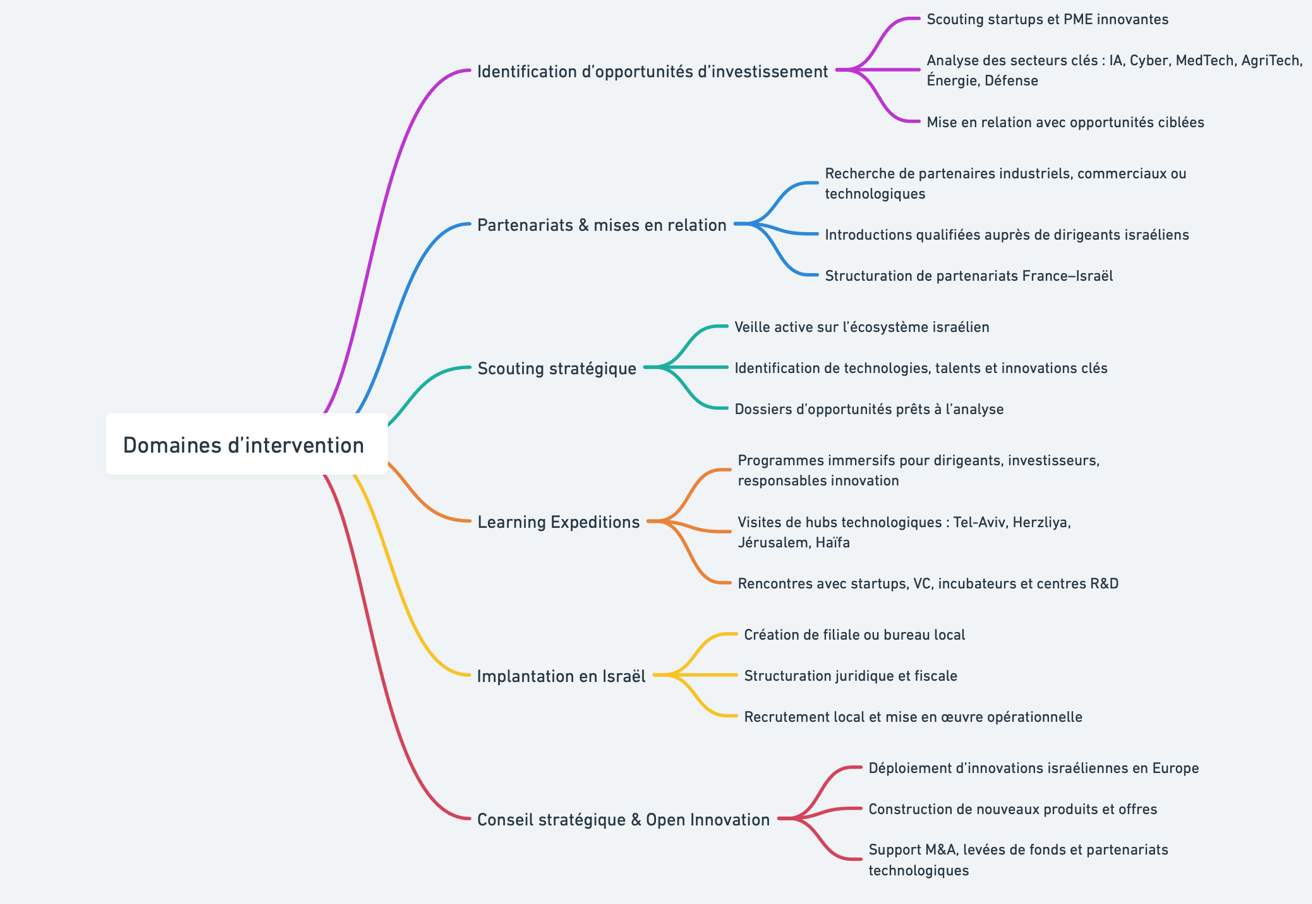 Domaines d’intervention
Identification d’opportunités d’investissement
Scouting startups et PME innovantes
Analyse des secteurs clés : IA, Cyber, MedTech, AgriTech,
Énergie, Défense
Mise en relation avec opportunités ciblées
Partenariats & mises en relation
Recherche de partenaires industriels, commerciaux ou
technologiques
Introductions qualifiées auprès de dirigeants israéliens
Structuration de partenariats France–Israël
Scouting stratégique
Veille active sur l’écosystème israélien
Identification de technologies, talents et innovations clés
Dossiers d’opportunités prêts à l’analyse
Learning Expeditions
Programmes immersifs pour dirigeants, investisseurs,
responsables innovation
Visites de hubs technologiques : Tel-Aviv, Herzliya,
Jérusalem, Haïfa
Rencontres avec startups, VC, incubateurs et centres R&D
Implantation en Israël
Création de filiale ou bureau local
Structuration juridique et fiscale
Recrutement local et mise en œuvre opérationnelle
Conseil stratégique & Open Innovation
Déploiement d’innovations israéliennes en Europe
Construction de nouveaux produits et offres
Support M&A, levées de fonds et partenariats
technologiques